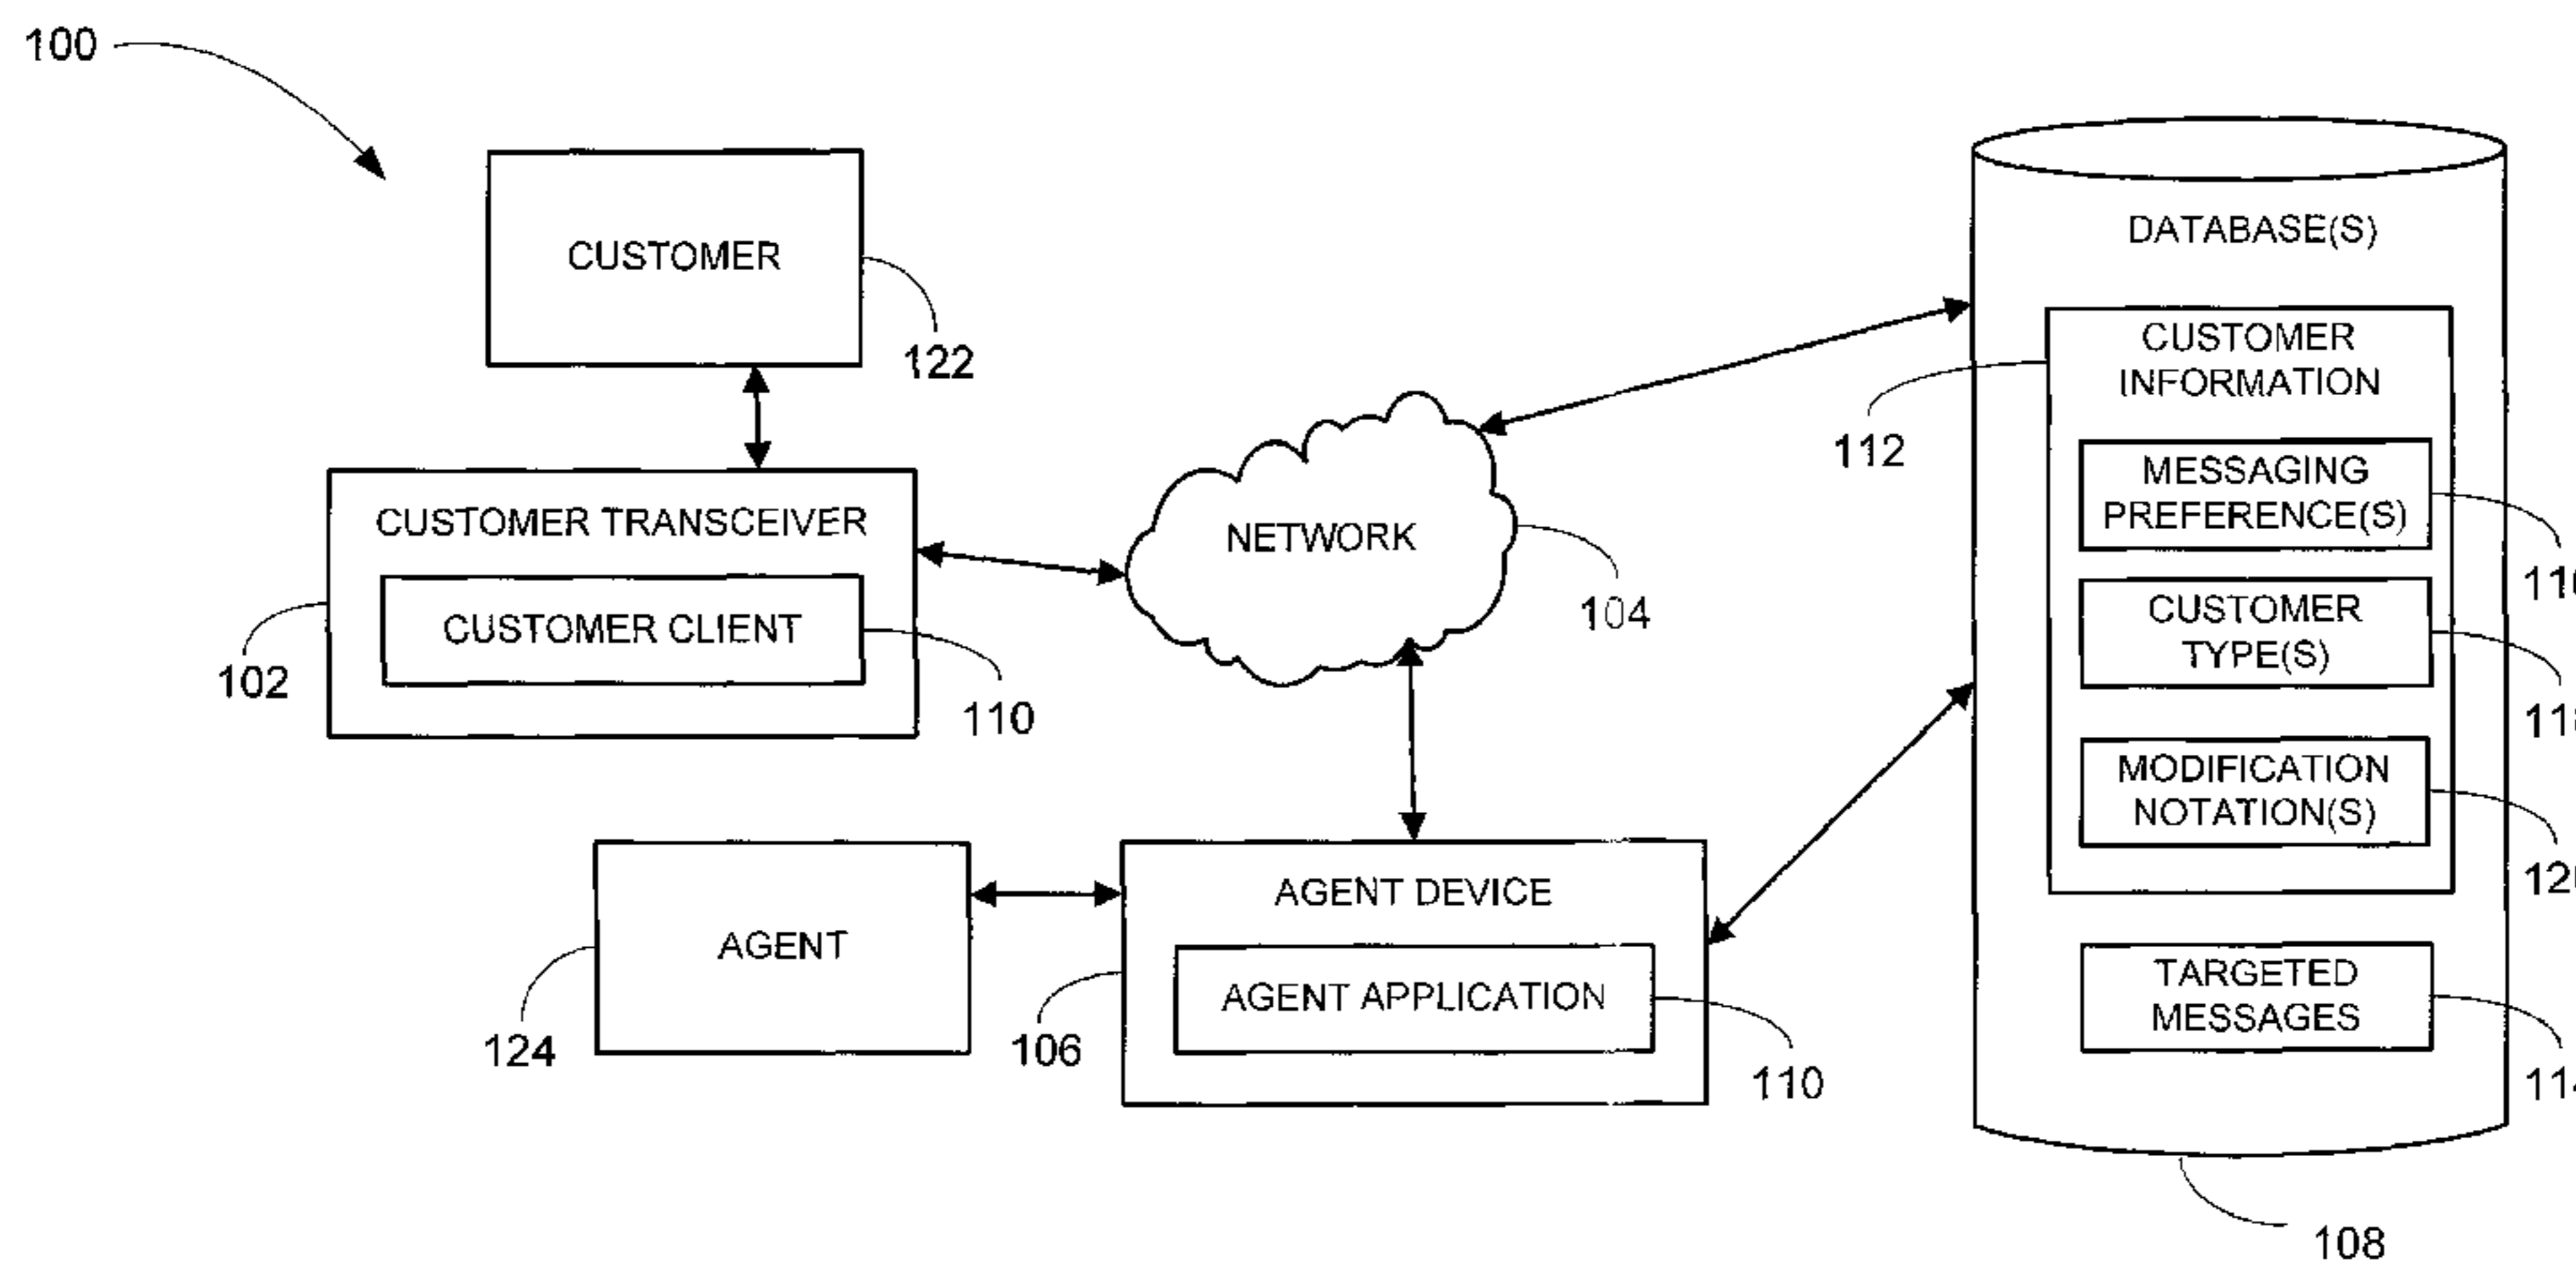 100
CUSTOMER
122
CUSTOMER TRANSCEIVER
CUSTOMER CLIENT
102
110
NETWORK
104
AGENT
124
AGENT DEVICE
AGENT APPLICATION
106
110
DATABASE(S)
CUSTOMER
INFORMATION
112
MESSAGING
PREFERENCE(S)
CUSTOMER
TYPE(S)
MODIFICATION
NOTATION(S)
TARGETED
MESSAGES
108